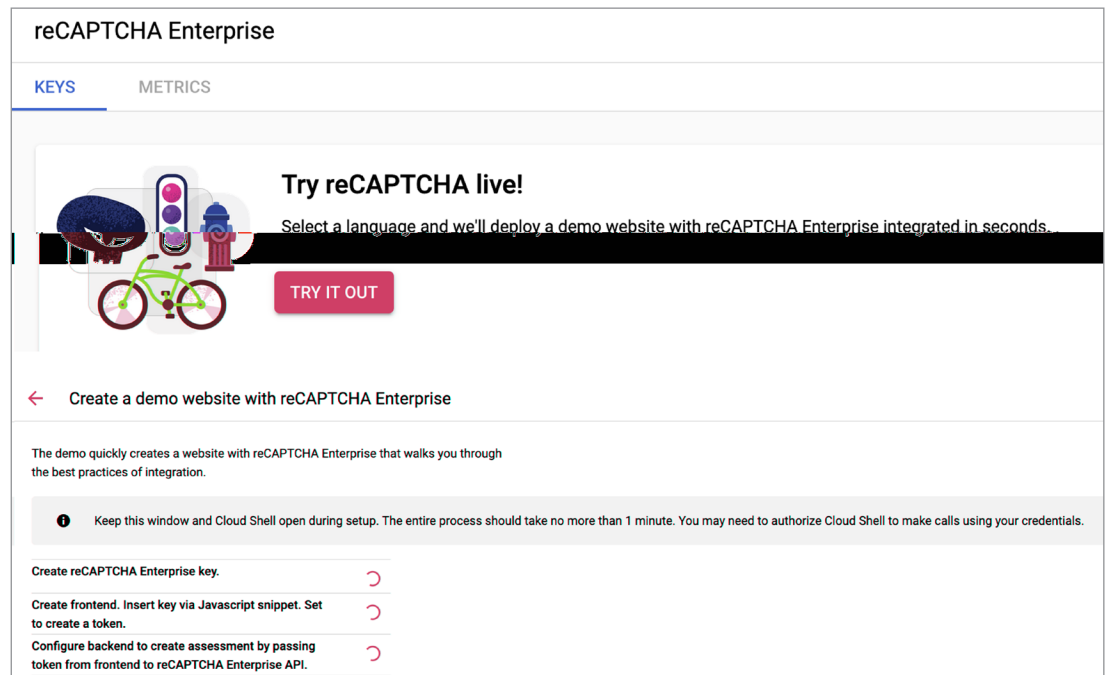 reCAPTCHA Enterprise
KEYS METRICS
Try reCAPTCHA live!
Select a language and we'll deploy a demo website with reCAPTCHA Enterprise integrated in seconds.
TRY IT OUT
Create a demo website with reCAPTCHA Enterprise
The demo quickly creates a website with reCAPTCHA Enterprise that walks you through
the best practices of integration.
Keep this window and Cloud Shell open during setup. The entire process should take no more than 1 minute. You may need to authorize Cloud Shell to make calls using your credentials.
Create reCAPTCHA Enterprise key.
Create frontend. Insert key via Javascript snippet. Set
to create a token.
Configure backend to create assessment by passing
token from frontend to reCAPTCHA Enterprise API.